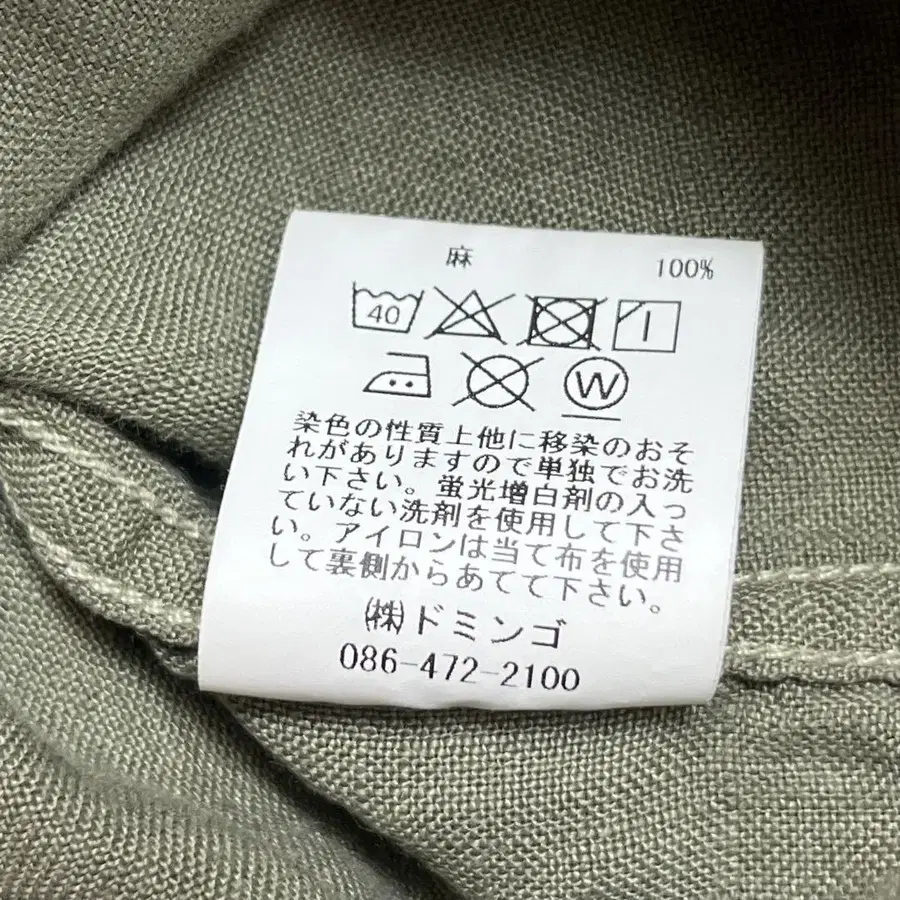 麻 100%
40
W
染色の性質上他に移染のおそ
れがありますので単独でお洗
い下さい。蛍光増白剤の入っ
ていない洗剤を使用して下さ
い。アイロンは当て布を使用
して裏側からあてて下さい。
㈱ドミンゴ
086-472-2100